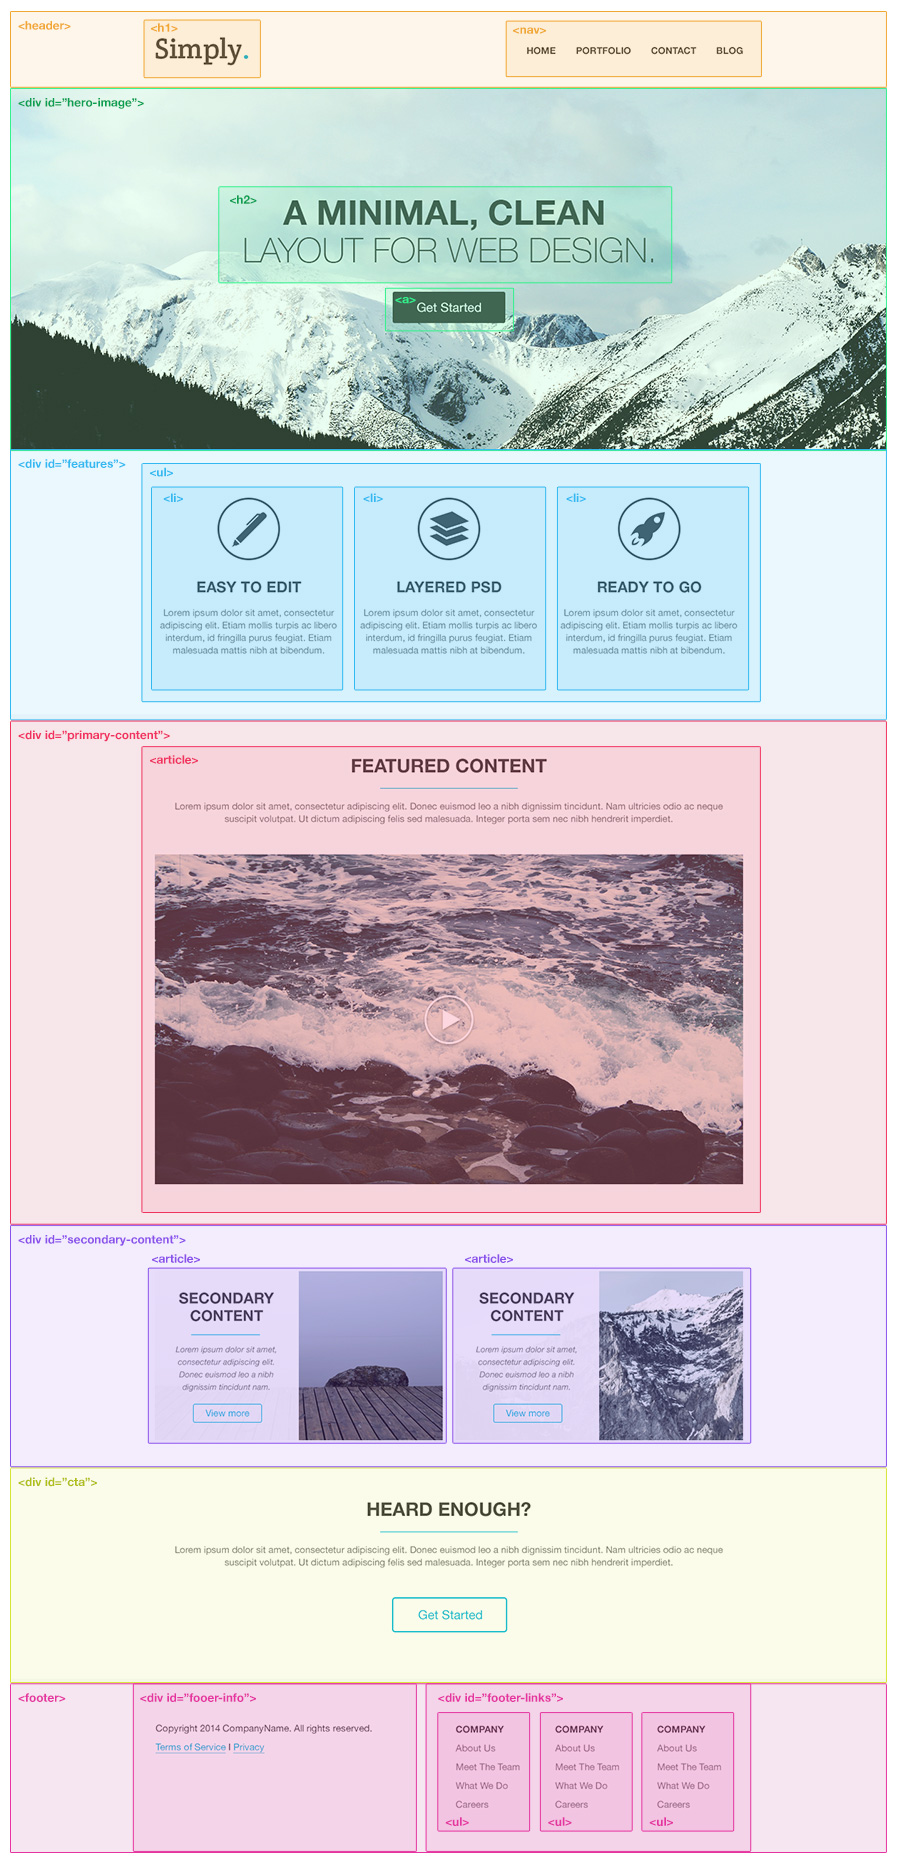 <header>
<h1>
Simply.
<nav>
HOME PORTFOLIO CONTACT BLOG
<div id="hero-image">
<h2>
A MINIMAL, CLEAN
LAYOUT FOR WEB DESIGN.
<a>
Get Started
<div id="features">
<ul>
<li>
EASY TO EDIT
Lorem ipsum dolor sit amet, consectetur
adipiscing elit. Etiam mollis turpis ac libero
interdum, id fringilla purus feugiat. Etiam
malesuada mattis nibh at bibendum.
<li>
LAYERED PSD
Lorem ipsum dolor sit amet, consectetur
adipiscing elit. Etiam mollis turpis ac libero
interdum, id fringilla purus feugiat. Etiam
malesuada mattis nibh at bibendum.
<li>
READY TO GO
Lorem ipsum dolor sit amet, consectetur
adipiscing elit. Etiam mollis turpis ac libero
interdum, id fringilla purus feugiat. Etiam
malesuada mattis nibh at bibendum.
<div id="primary-content">
<article>
FEATURED CONTENT
Lorem ipsum dolor sit amet, consectetur adipiscing elit. Donec euismod leo a nibh dignissim tincidunt. Nam ultricies odio ac neque
suscipit volutpat. Ut dictum adipiscing felis sed malesuada. Integer porta sem nec nibh hendrerit imperdiet.
<div id="secondary-content">
<article>
SECONDARY
CONTENT
Lorem ipsum dolor sit amet,
consectetur adipiscing elit.
Donec euismod leo a nibh
dignissim tincidunt nam.
View more
<article>
SECONDARY
CONTENT
Lorem ipsum dolor sit amet,
consectetur adipiscing elit.
Donec euismod leo a nibh
dignissim tincidunt nam.
View more
<div id="cta">
HEARD ENOUGH?
Lorem ipsum dolor sit amet, consectetur adipiscing elit. Donec euismod leo a nibh dignissim tincidunt. Nam ultricies odio ac neque
suscipit volutpat. Ut dictum adipiscing felis sed malesuada. Integer porta sem nec nibh hendrerit imperdiet.
Get Started
<footer>
<div id="fooer-info">
Copyright 2014 CompanyName. All rights reserved.
Terms of Service I Privacy
<div id="footer-links">
COMPANY
About Us
Meet The Team
What We Do
Careers
<ul>
COMPANY
About Us
Meet The Team
What We Do
Careers
<ul>
COMPANY
About Us
Meet The Team
What We Do
Careers
<ul>